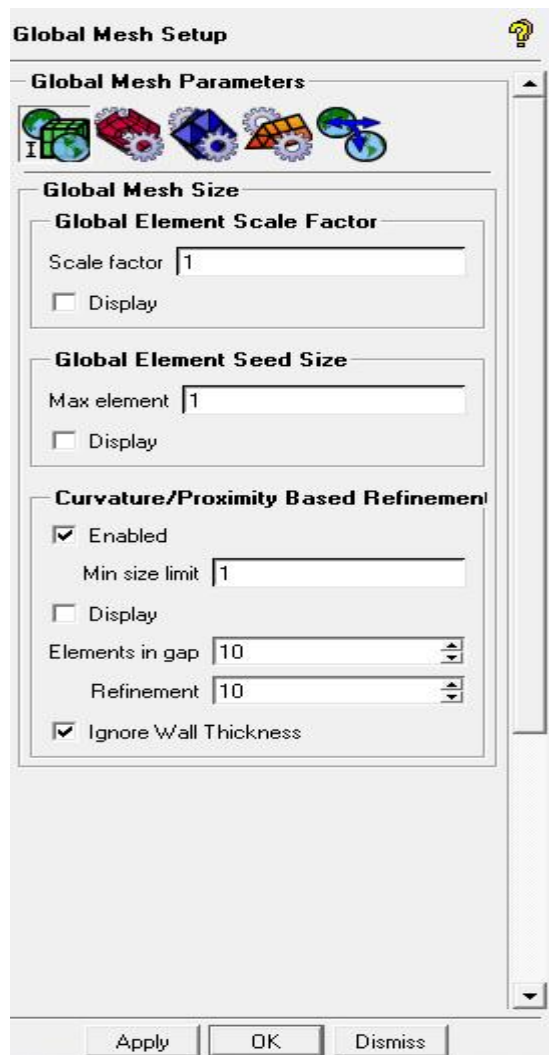 Global Mesh Setup
Global Mesh Parameters
Global Mesh Size
Global Element Scale Factor
Scale factor 1
Display
Global Element Seed Size
Max element 1
Display
Curvature/Proximity Based Refinemen
Enabled
Min size limit 1
Display
Elements in gap 10
Refinement 10
Ignore Wall Thickness
Apply OK Dismiss